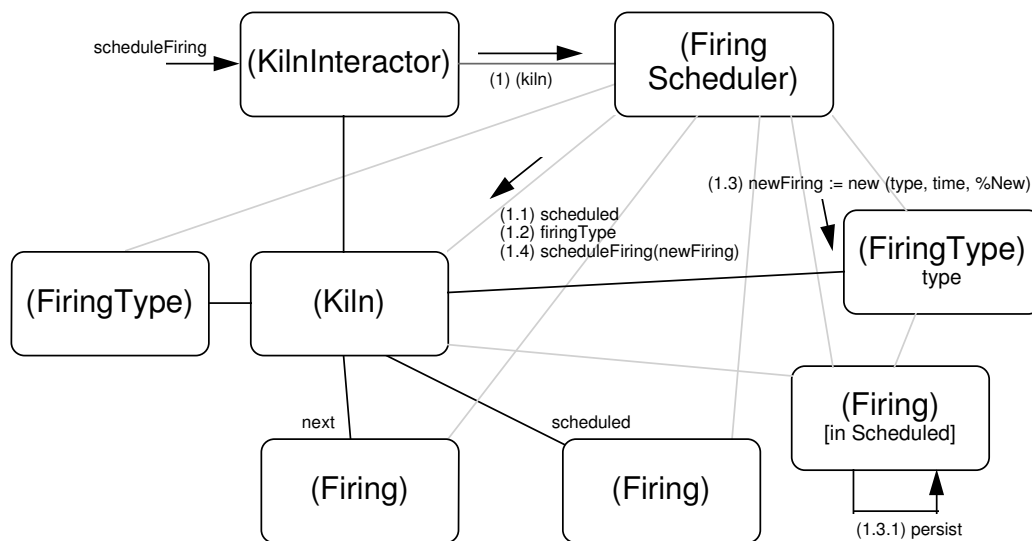 scheduleFiring
(KilnInteractor)
(1) (kiln)
(Firing
Scheduler)
(1.3) newFiring := new (type, time, %New)
(1.1) scheduled
(1.2) firingType
(1.4) scheduleFiring(newFiring)
(FiringType)
type
(FiringType)
(Kiln)
next
scheduled
(Firing)
[in Scheduled]
(Firing)
(Firing)
(1.3.1) persist